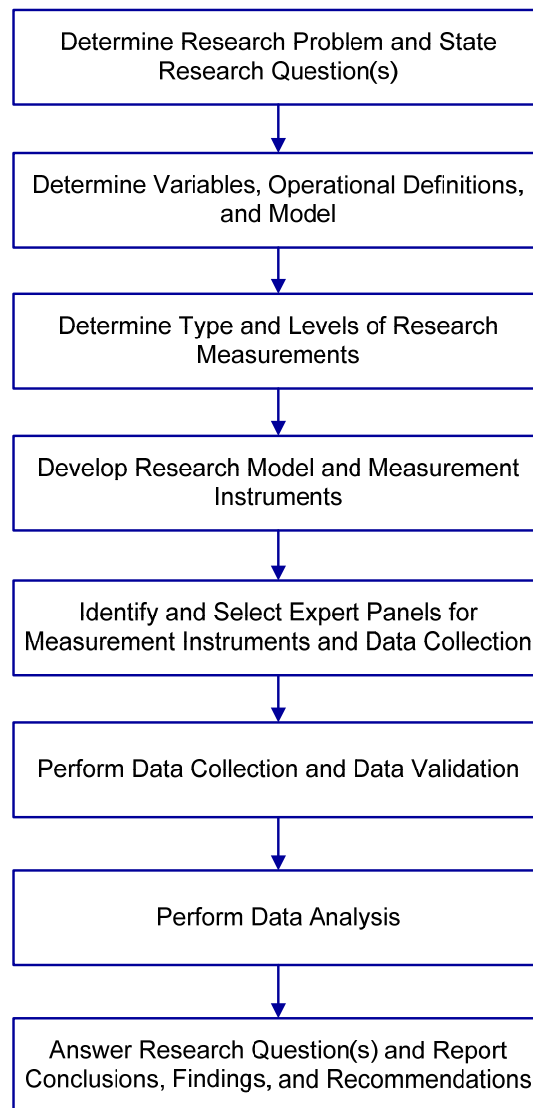 Determine Research Problem and State
Research Question(s)
Determine Variables, Operational Definitions,
and Model
Determine Type and Levels of Research
Measurements
Develop Research Model and Measurement
Instruments
Identify and Select Expert Panels for
Measurement Instruments and Data Collection
Perform Data Collection and Data Validation
Perform Data Analysis
Answer Research Question(s) and Report
Conclusions, Findings, and Recommendations